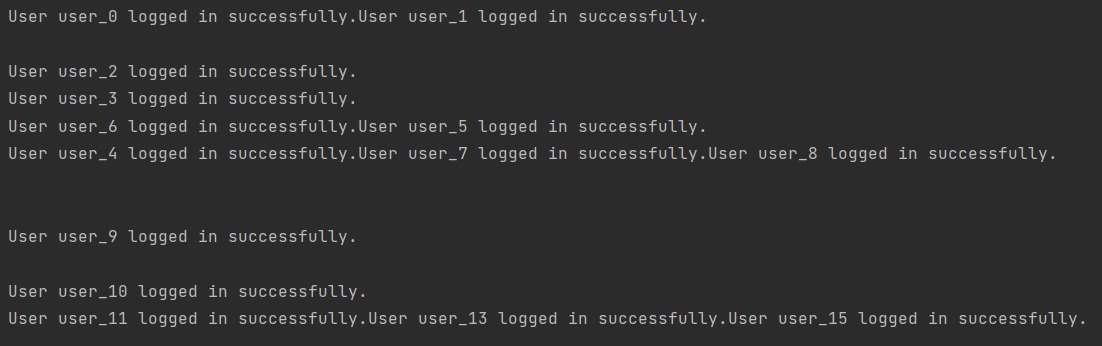 User user_0 logged in successfully.User user_1 logged in successfully.
User user_2 logged in successfully.
User user_3 logged in successfully.
User user_6 logged in successfully.User user_5 logged in successfully.
User user_4 logged in successfully.User user_7 logged in successfully.User user_8 logged in successfully.
User user_9 logged in successfully.
User user_10 logged in successfully.
User user_11 logged in successfully.User user_13 logged in successfully.User user_15 logged in successfully.